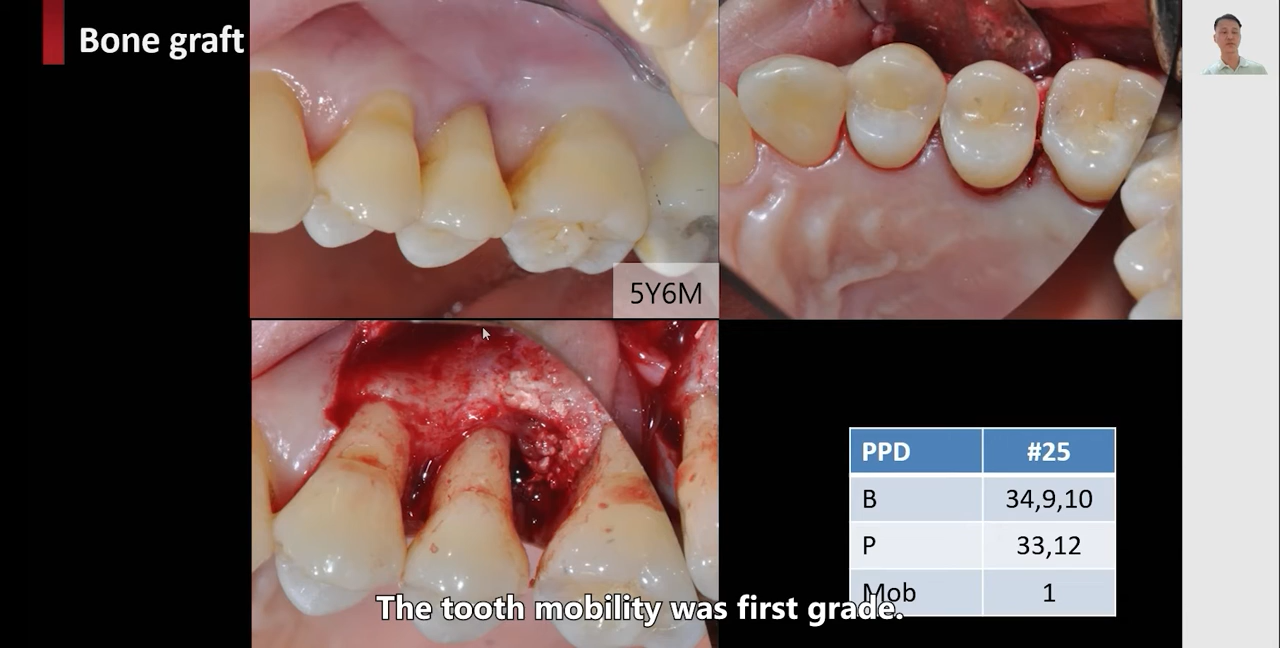 Bone graft
5Y6M
PPD #25
B 34,9,10
P 33,12
Mob 1
The tooth mobility was first grade.